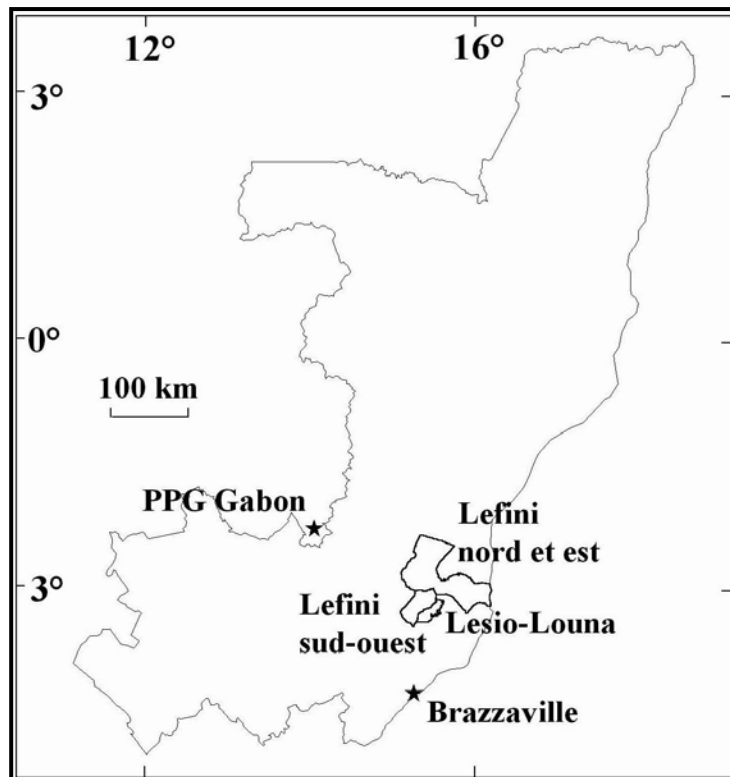 12° 16°
3°
0°
100 km
PPG Gabon
Lefini
nord et est
3°
Lefini
sud-ouest
Lesio-Louna
Brazzaville